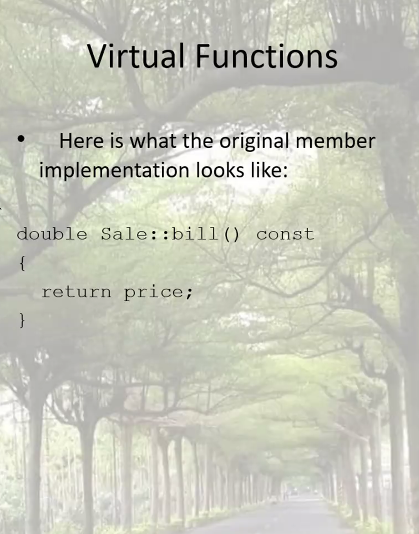 Virtual Functions
• Here is what the original member
implementation looks like:
double Sale::bill() const
{
return price;
}